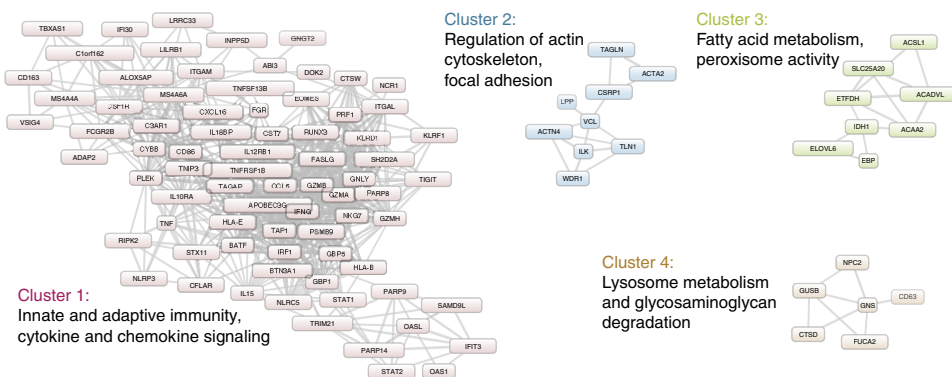 Cluster 1:
Innate and adaptive immunity,
cytokine and chemokine signaling
TBXAS1
IFI30
LRRC33
INPP5D
GNGT2
C1orf162
LILRB1
ITGAM
ABI3
DOK2
CTSW
NCR1
CD163
ALOX5AP
MS4A4A
MS4A6A
TNFSF13B
EOMES
ITGAL
VSIG4
CSF1R
CXCL16
FGR
PRF1
FCGR2B
C3AR1
IL18BP
CST7
RUNX3
KLRD1
KLRF1
ADAP2
CYBB
CD86
IL12RB1
FASLG
SH2D2A
PLEK
TNIP3
TNFRSF1B
GNLY
TIGIT
TAGAP
CCL5
GZMB
GZMA
PARP8
IL10RA
APOBEC3G
IFNG
NKG7
GZMH
TNF
HLA-E
TAP1
PSMB9
RIPK2
BATF
STX11
IRF1
GBP5
HLA-B
NLRP3
BTN3A1
GBP1
CFLAR
IL15
NLRC5
STAT1
PARP9
SAMD9L
TRIM21
OASL
IFIT3
PARP14
STAT2
OAS1
Cluster 2:
Regulation of actin
cytoskeleton,
focal adhesion
TAGLN
ACTA2
CSRP1
LPP
VCL
ACTN4
ILK
TLN1
WDR1
Cluster 3:
Fatty acid metabolism,
peroxisome activity
ACSL1
SLC25A20
ETFDH
ACADVL
IDH1
ACAA2
ELOVL6
EBP
Cluster 4:
Lysosome metabolism
and glycosaminoglycan
degradation
NPC2
GUSB
GNS
CD63
CTSD
FUCA2